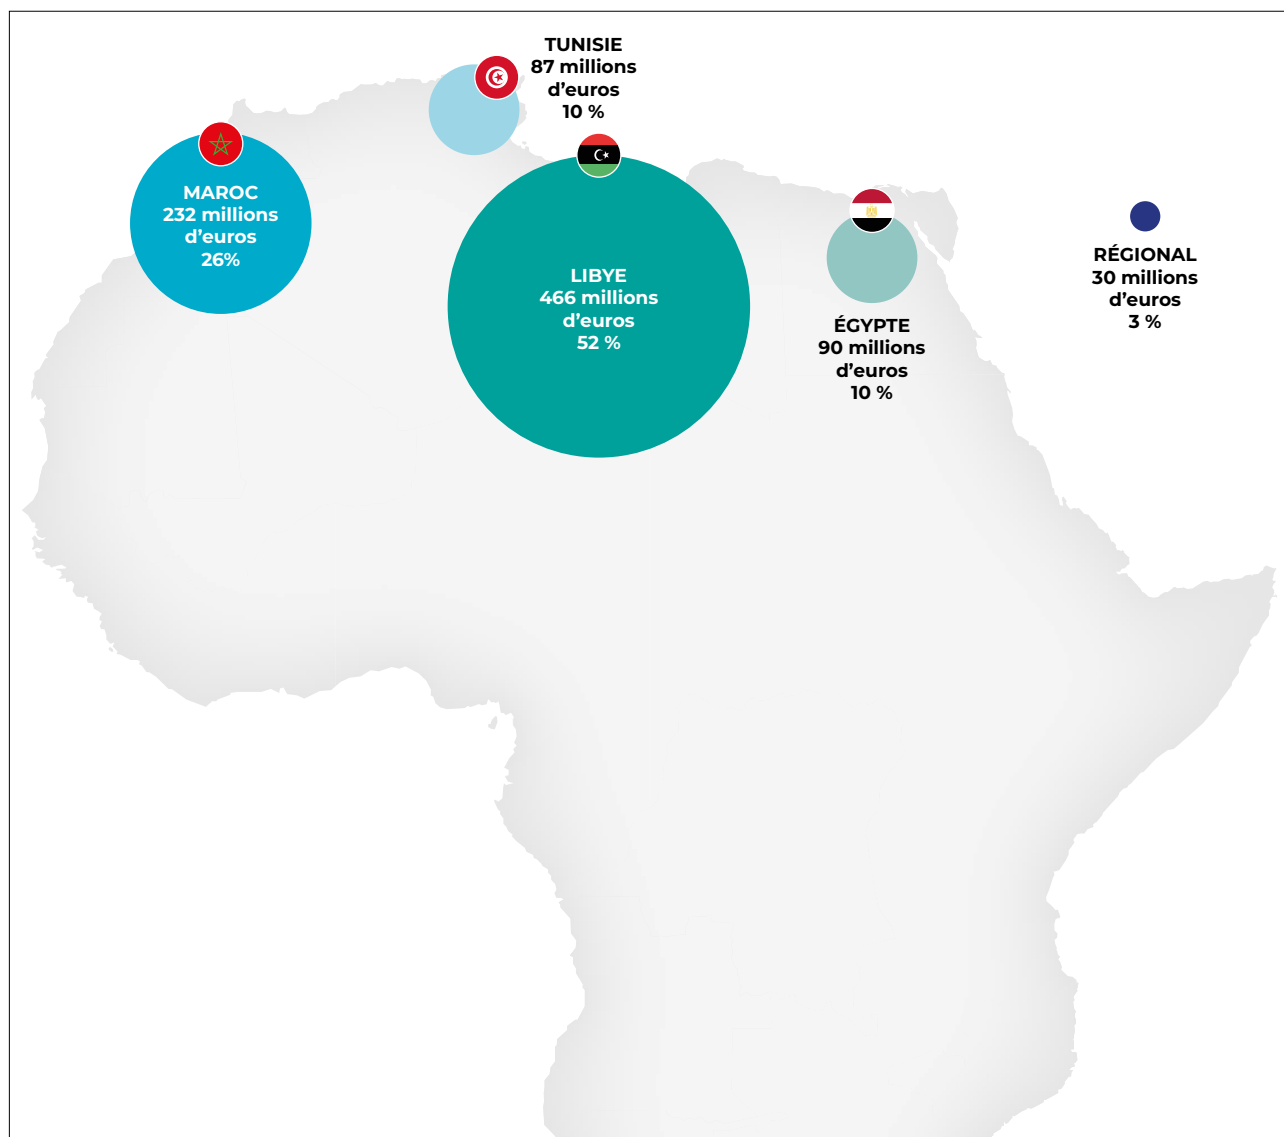 TUNISIE
87 millions
d’euros
10 %
MAROC
232 millions
d’euros
26%
LIBYE
466 millions
d’euros
52 %
ÉGYPTE
90 millions
d’euros
10 %
RÉGIONAL
30 millions
d’euros
3 %